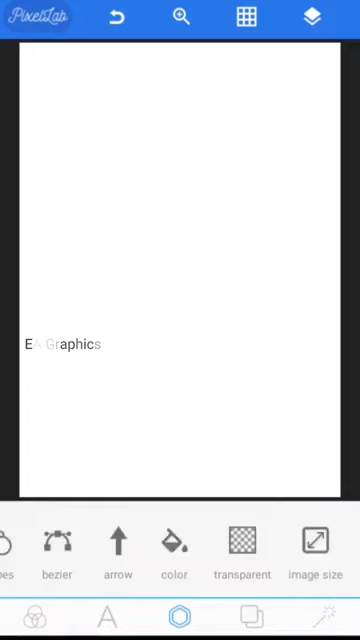 PixelLab
EA Graphics
bezier
arrow
color
transparent
image size